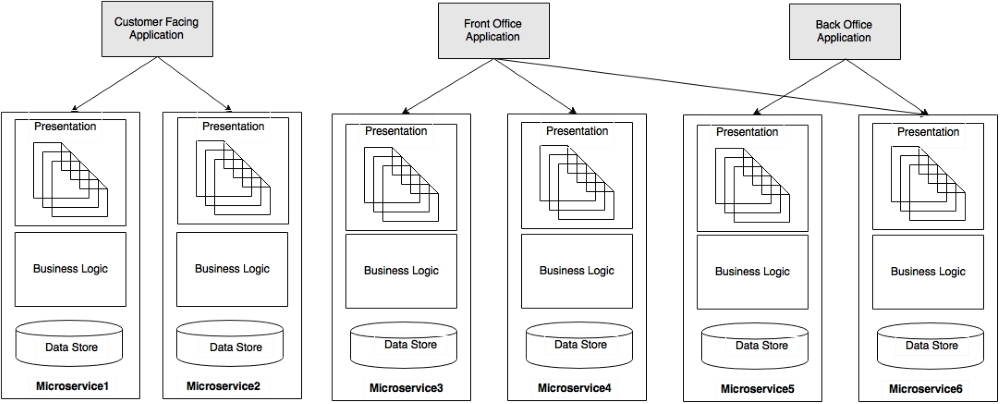 Customer Facing
Application
Front Office
Application
Back Office
Application
Presentation
Presentation
Presentation
Presentation
Presentation
Presentation
Business Logic
Business Logic
Business Logic
Business Logic
Business Logic
Business Logic
Data Store
Data Store
Data Store
Data Store
Data Store
Data Store
Microservice1
Microservice2
Microservice3
Microservice4
Microservice5
Microservice6